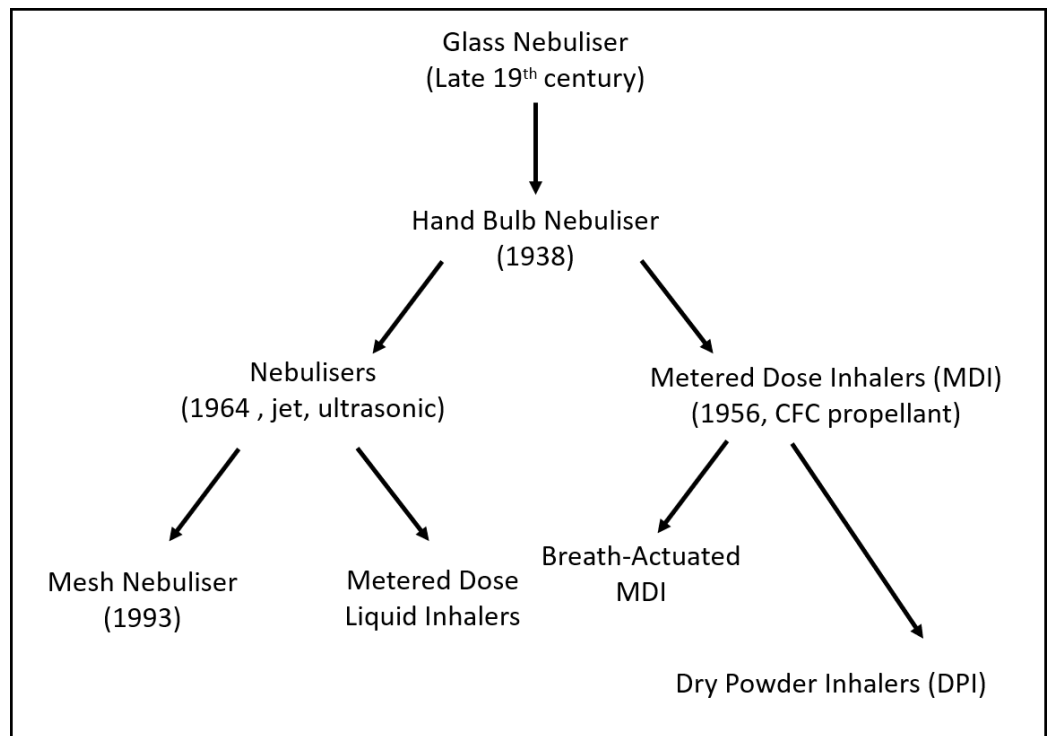 Glass Nebuliser
(Late 19th century)
Hand Bulb Nebuliser
(1938)
Nebulisers
(1964 , jet, ultrasonic)
Metered Dose Inhalers (MDI)
(1956, CFC propellant)
Mesh Nebuliser
(1993)
Metered Dose
Liquid Inhalers
Breath-Actuated
MDI
Dry Powder Inhalers (DPI)